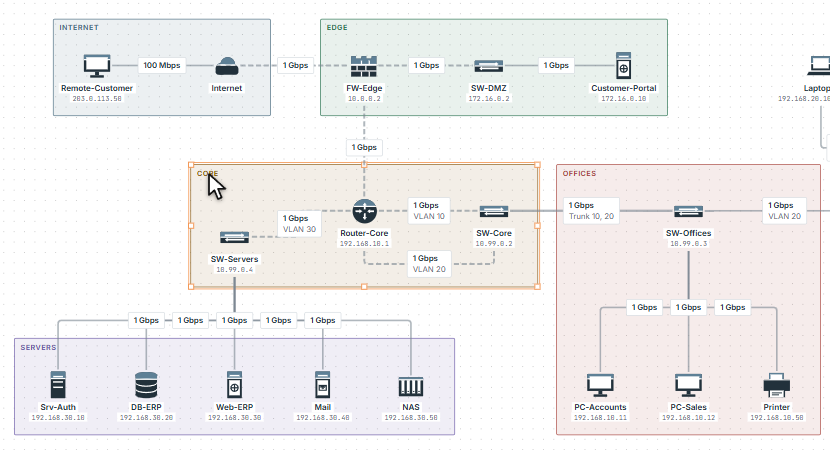 INTERNET
EDGE
100 Mbps
1 Gbps
1 Gbps
1 Gbps
Remote-Customer
203.0.113.50
Internet
FW-Edge
10.0.0.2
SW-DMZ
172.16.0.2
Customer-Portal
172.16.0.10
Laptop
192.168.20.10
1 Gbps
CORE
OFFICES
1 Gbps
VLAN 30
1 Gbps
VLAN 10
1 Gbps
Trunk 10, 20
1 Gbps
VLAN 20
Router-Core
192.168.10.1
SW-Core
10.99.0.2
SW-Offices
10.99.0.3
SW-Servers
10.99.0.4
1 Gbps
VLAN 20
1 Gbps
1 Gbps
1 Gbps
1 Gbps
1 Gbps
1 Gbps
1 Gbps
1 Gbps
SERVERS
Srv-Auth
192.168.30.10
DB-ERP
192.168.30.20
Web-ERP
192.168.30.30
Mail
192.168.30.40
NAS
192.168.30.50
PC-Accounts
192.168.10.11
PC-Sales
192.168.10.12
Printer
192.168.10.50